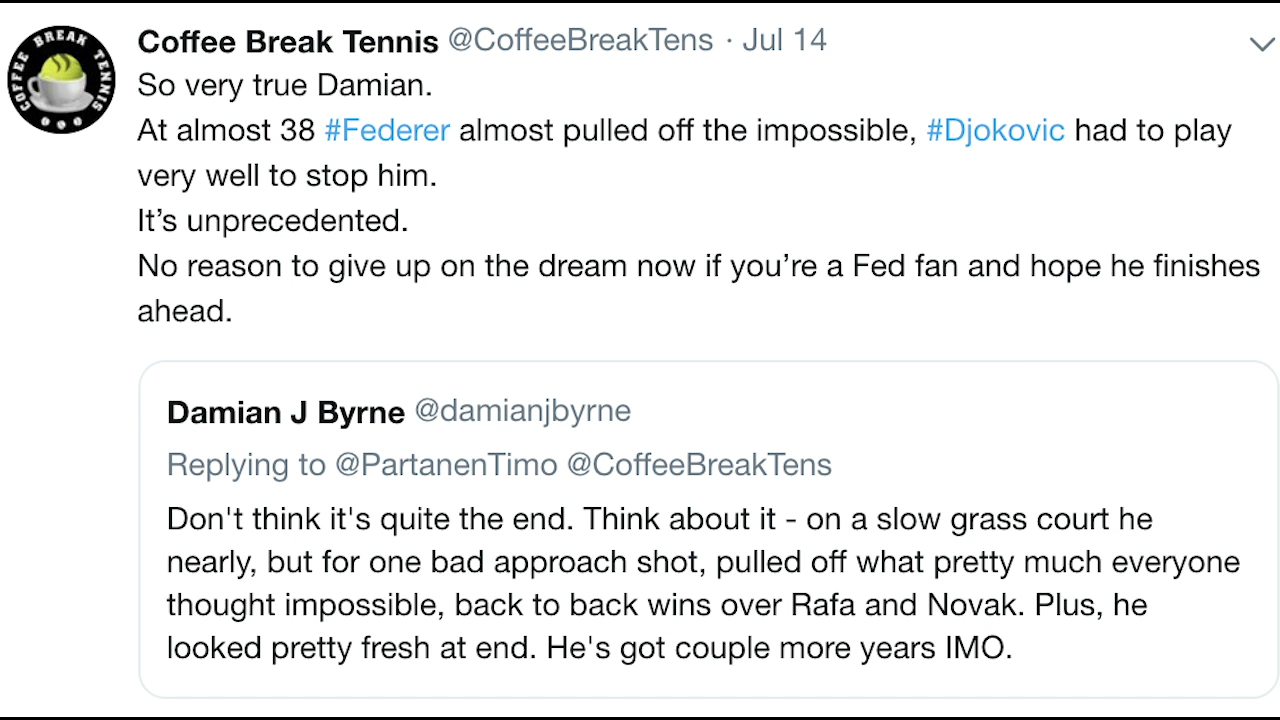 COFFEE BREAK TENNIS
Coffee Break Tennis @CoffeeBreakTens · Jul 14
So very true Damian.
At almost 38 #Federer almost pulled off the impossible, #Djokovic had to play
very well to stop him.
It’s unprecedented.
No reason to give up on the dream now if you’re a Fed fan and hope he finishes
ahead.
Damian J Byrne @damianjbyrne
Replying to @PartanenTimo @CoffeeBreakTens
Don't think it's quite the end. Think about it - on a slow grass court he
nearly, but for one bad approach shot, pulled off what pretty much everyone
thought impossible, back to back wins over Rafa and Novak. Plus, he
looked pretty fresh at end. He's got couple more years IMO.